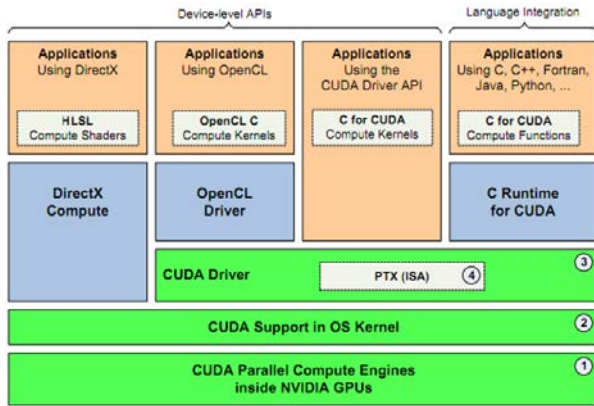 Device-level APIs
Language Integration
Applications
Using DirectX
HLSL
Compute Shaders
Applications
Using OpenCL
OpenCL C
Compute Kernels
Applications
Using the
CUDA Driver API
C for CUDA
Compute Kernels
Applications
Using C, C++, Fortran,
Java, Python, ...
C for CUDA
Compute Functions
DirectX
Compute
OpenCL
Driver
C Runtime
for CUDA
CUDA Driver
PTX (ISA)
4
3
CUDA Support in OS Kernel
2
CUDA Parallel Compute Engines
inside NVIDIA GPUs
1